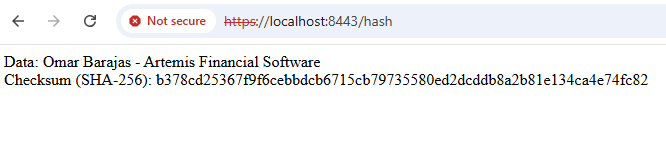 Not secure https://localhost:8443/hash
Data: Omar Barajas - Artemis Financial Software
Checksum (SHA-256): b378cd25367f9f6cebbdcb6715cb79735580ed2dcddb8a2b81e134ca4e74fc82